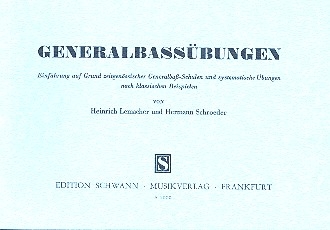 GENERALBASSÜBUNGEN
Einführung auf Grund zeitgenössischer Generalbaß-Schulen und systematische Übungen
nach klassischen Beispielen
VON
Heinrich Lemacher und Hermann Schroeder
S
EDITION SCHWANN · MUSIKVERLAG · FRANKFURT